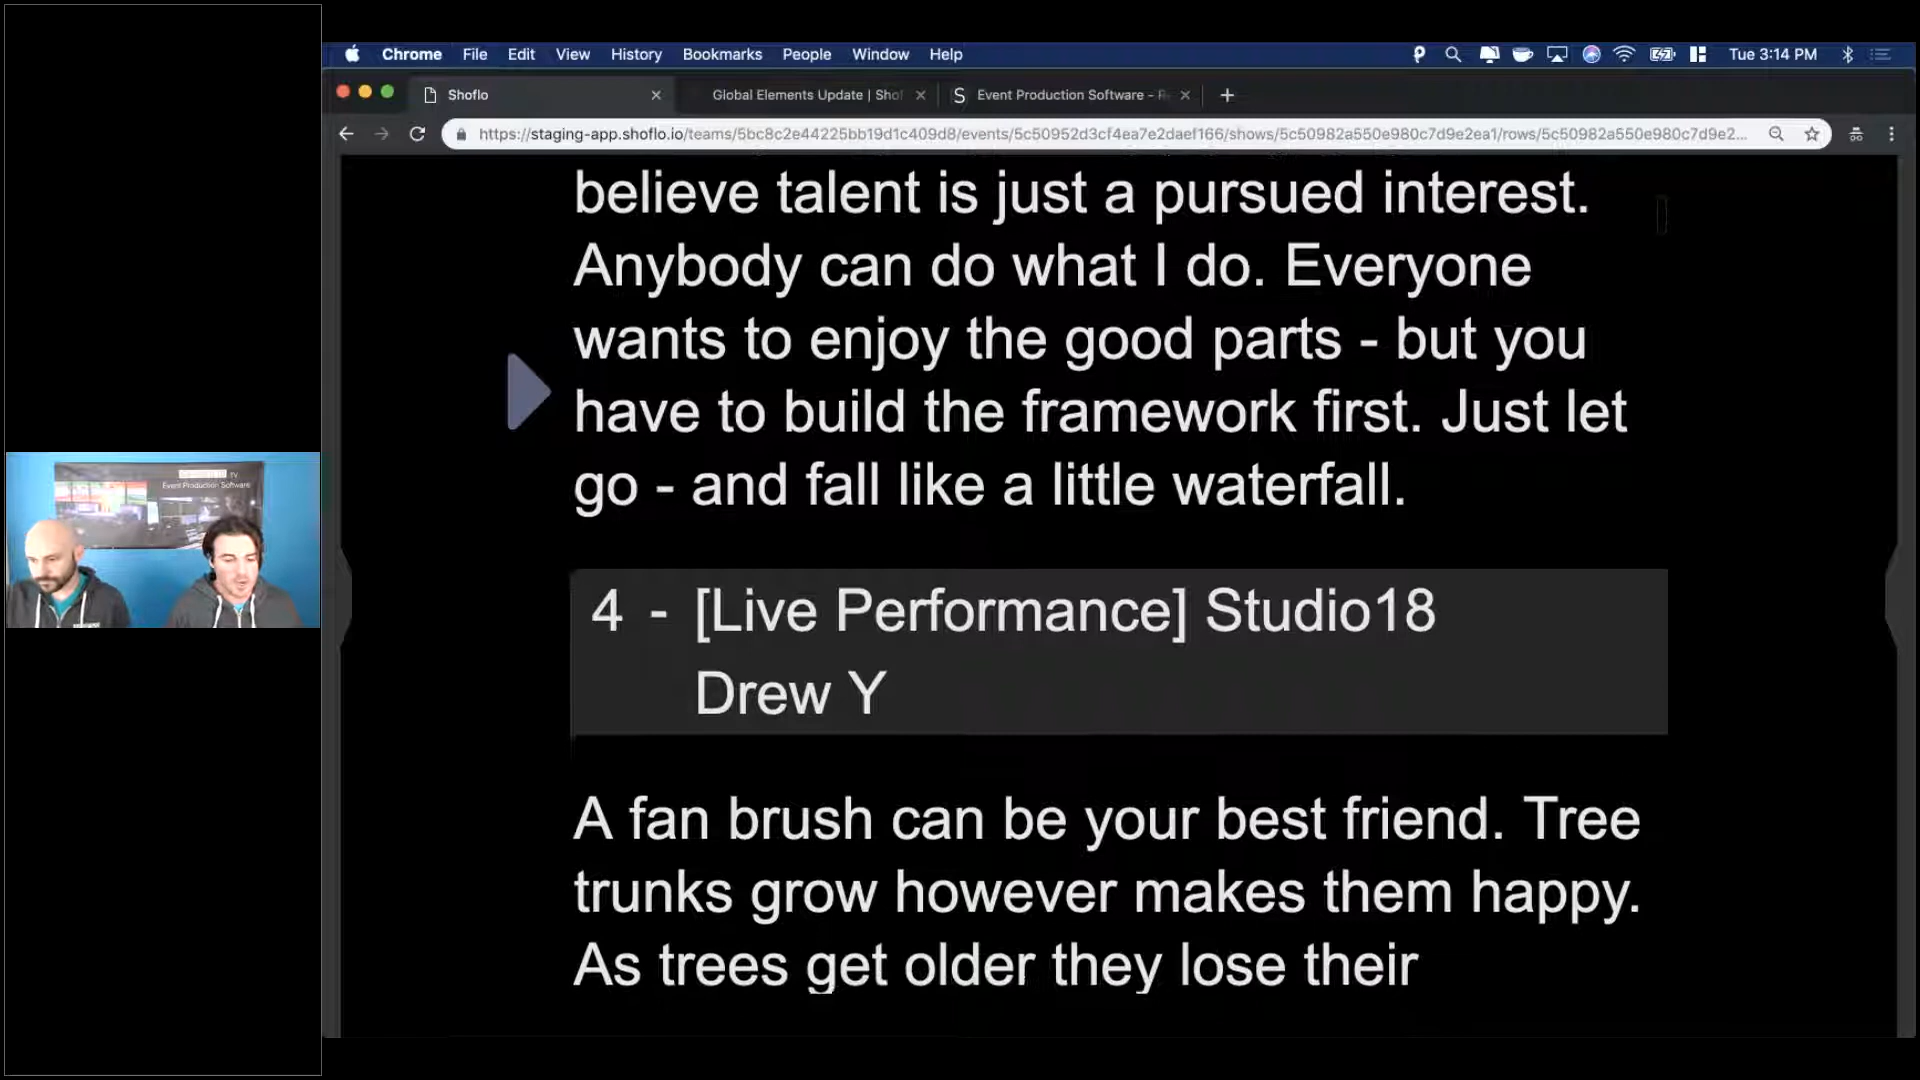 Chrome File Edit View History Bookmarks People Window Help Tue 3:14 PM
Shoflo Global Elements Update | Shof Event Production Software -
https://staging-app.shoflo.io/teams/5bc8c2e44225bb19d1c409d8/events/5c50952d3cf4ea7e2daef166/shows/5c50982a550e980c7d9e2ea1/rows/5c50982a550e980c7d9e2...
believe talent is just a pursued interest.
Anybody can do what I do. Everyone
wants to enjoy the good parts - but you
have to build the framework first. Just let
go - and fall like a little waterfall.
4 - [Live Performance] Studio18
Drew Y
A fan brush can be your best friend. Tree
trunks grow however makes them happy.
As trees get older they lose their
TV
Event Production Software